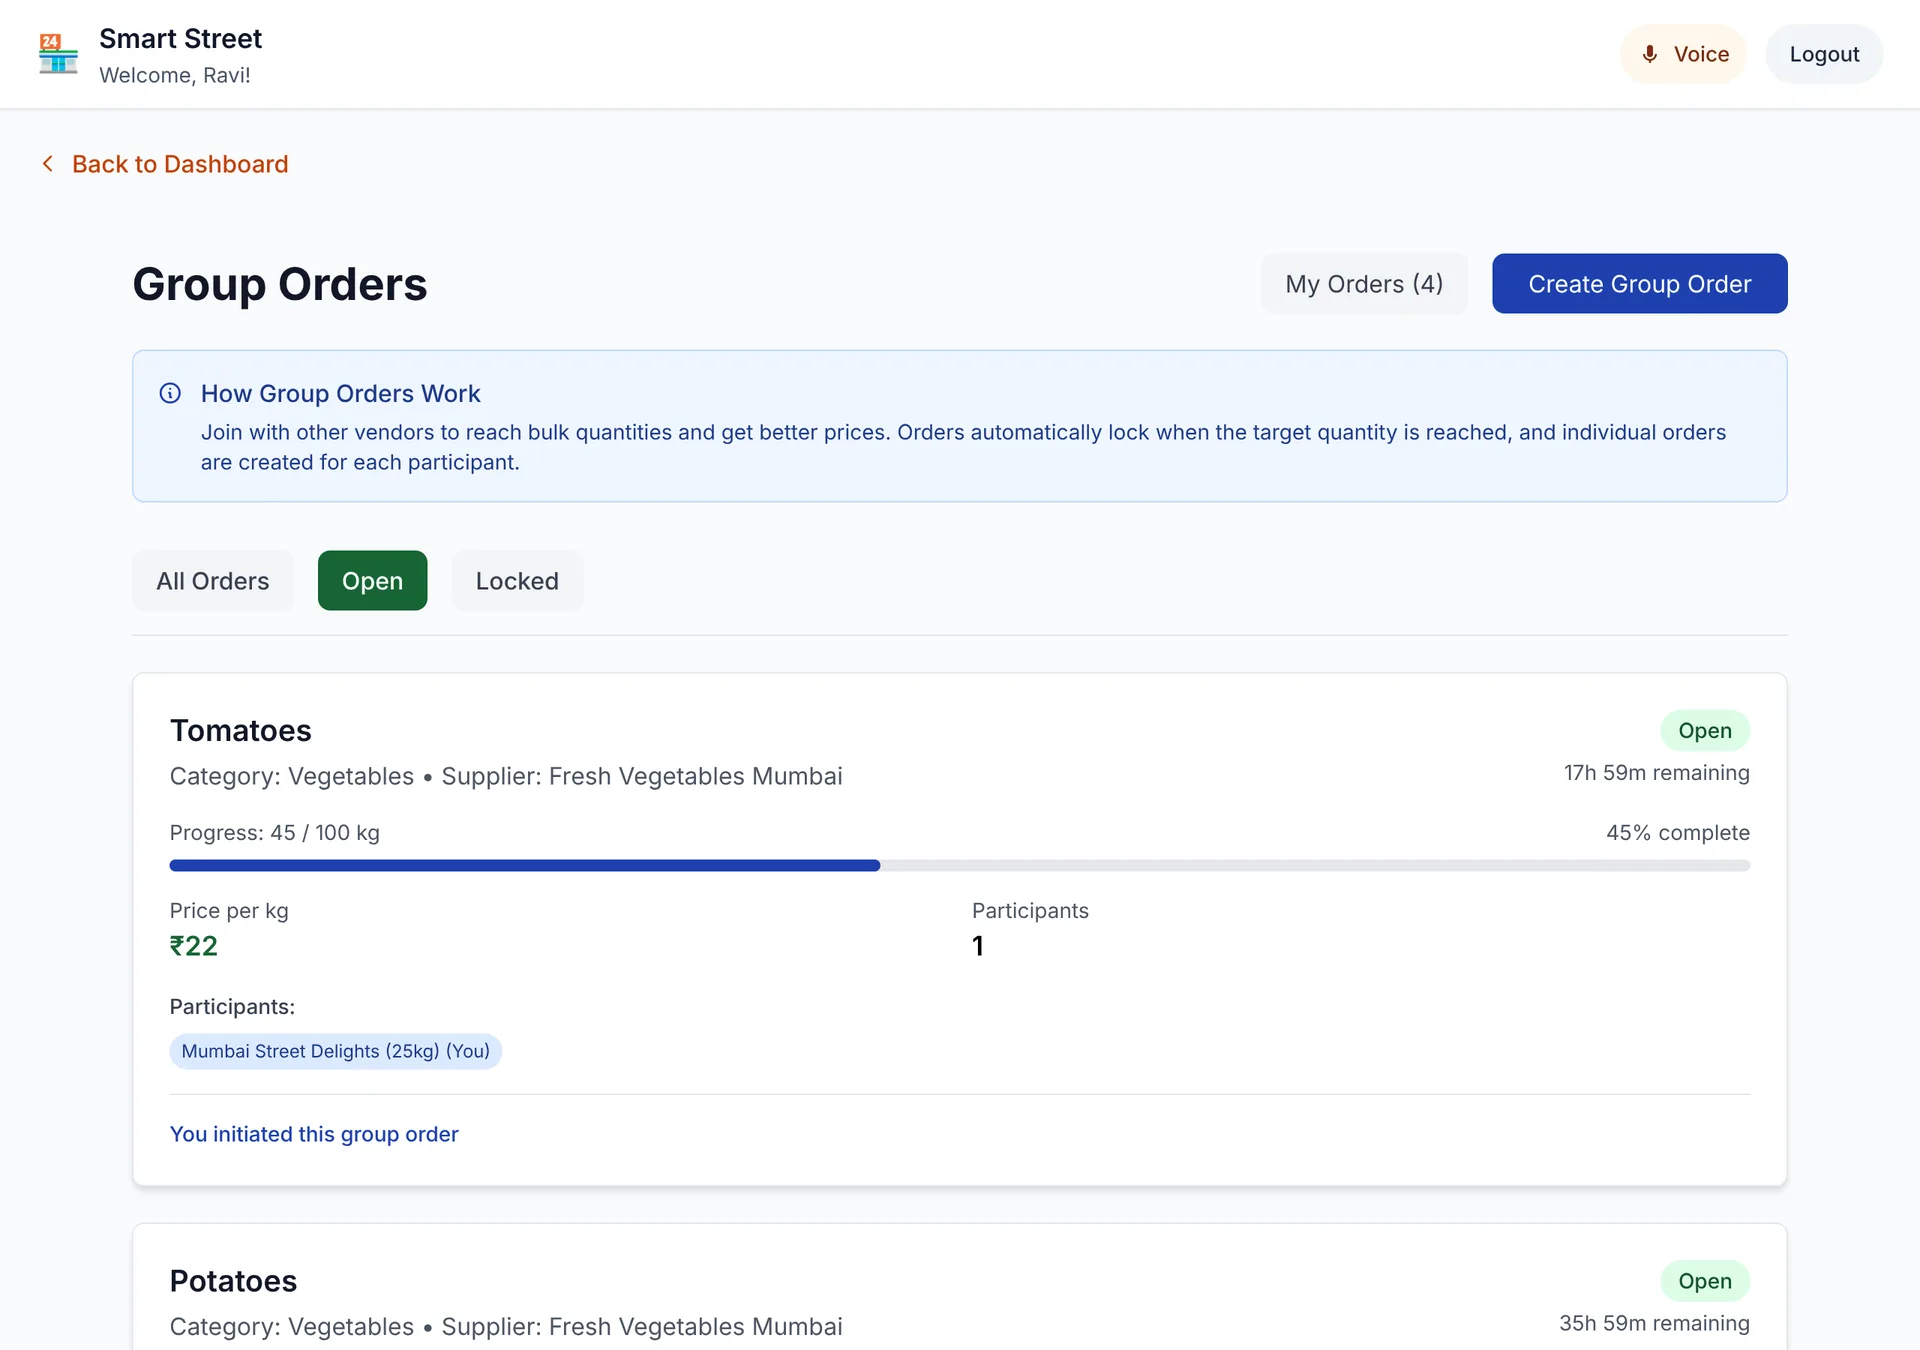 24
Smart Street
Welcome, Ravi!
Voice
Logout
Back to Dashboard
Group Orders
My Orders (4)
Create Group Order
How Group Orders Work
Join with other vendors to reach bulk quantities and get better prices. Orders automatically lock when the target quantity is reached, and individual orders
are created for each participant.
All Orders
Open
Locked
Tomatoes
Open
Category: Vegetables • Supplier: Fresh Vegetables Mumbai
17h 59m remaining
Progress: 45 / 100 kg
45% complete
Price per kg
Participants
₹22
1
Participants:
Mumbai Street Delights (25kg) (You)
You initiated this group order
Potatoes
Open
Category: Vegetables • Supplier: Fresh Vegetables Mumbai
35h 59m remaining